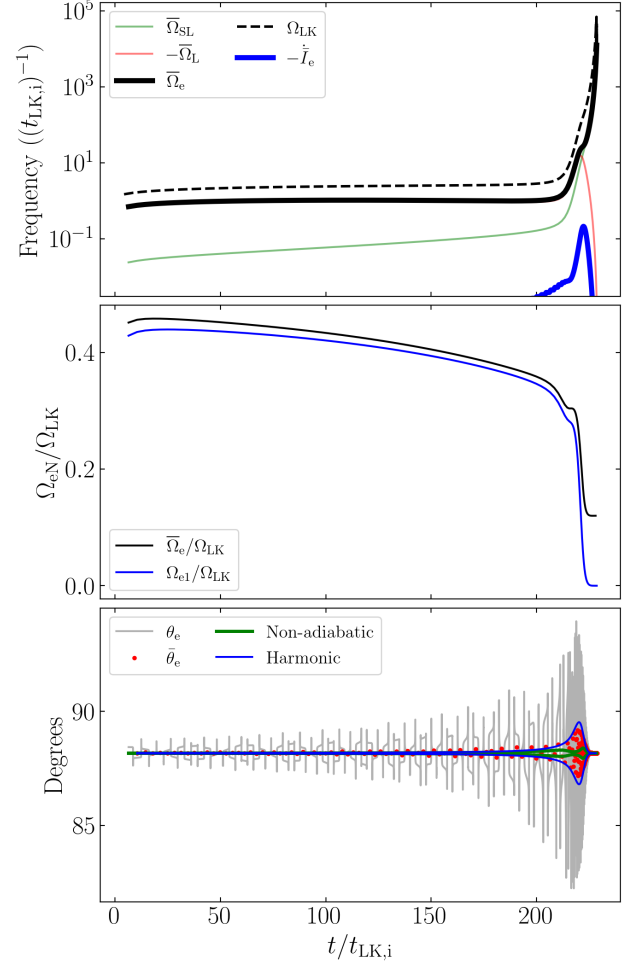 10^5
10^3
10^1
10^−1
Frequency ((t_LK,i)^−1)
Ω̅_SL
−Ω̅_L
Ω̅_e
Ω_LK
−İ̅_e
0.4
0.2
0.0
Ω_eN/Ω_LK
Ω̅_e/Ω_LK
Ω_e1/Ω_LK
90
85
Degrees
θ_e
θ̄_e
Non-adiabatic
Harmonic
0 50 100 150 200
t/t_LK,i